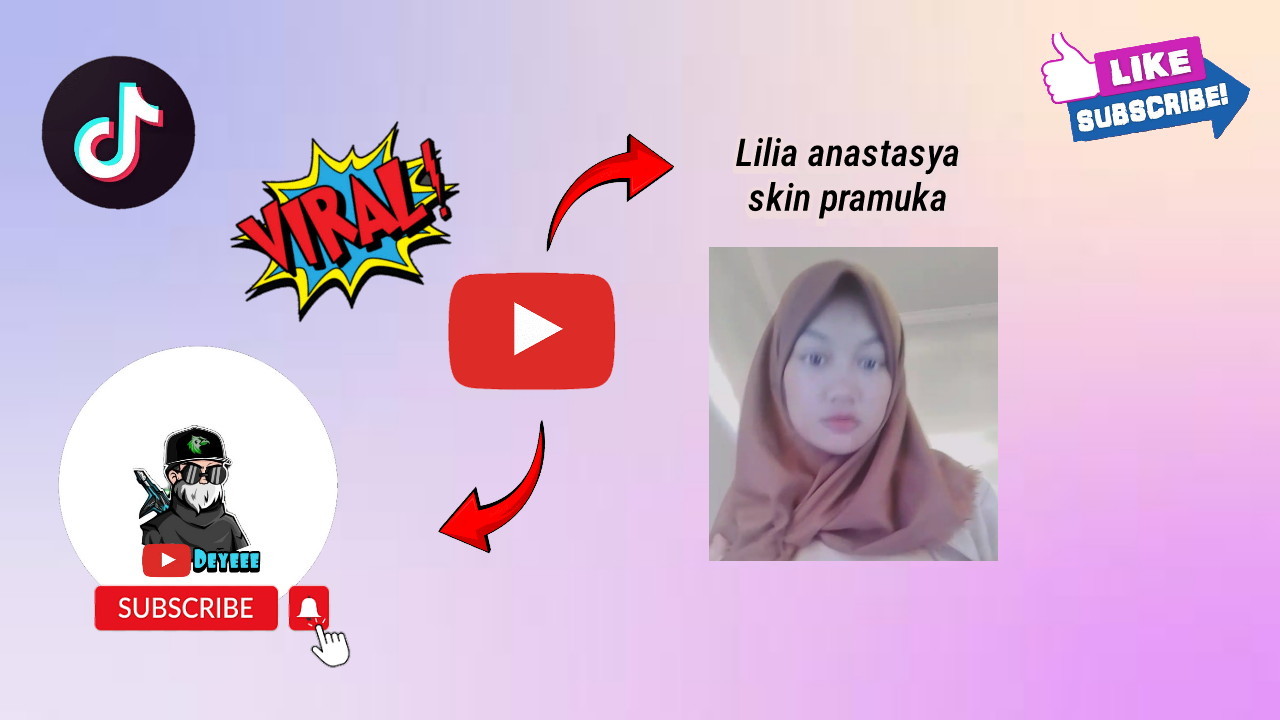 LIKE
SUBSCRIBE!
Lilia anastasya
skin pramuka
VIRAL!
DEYEEE
SUBSCRIBE